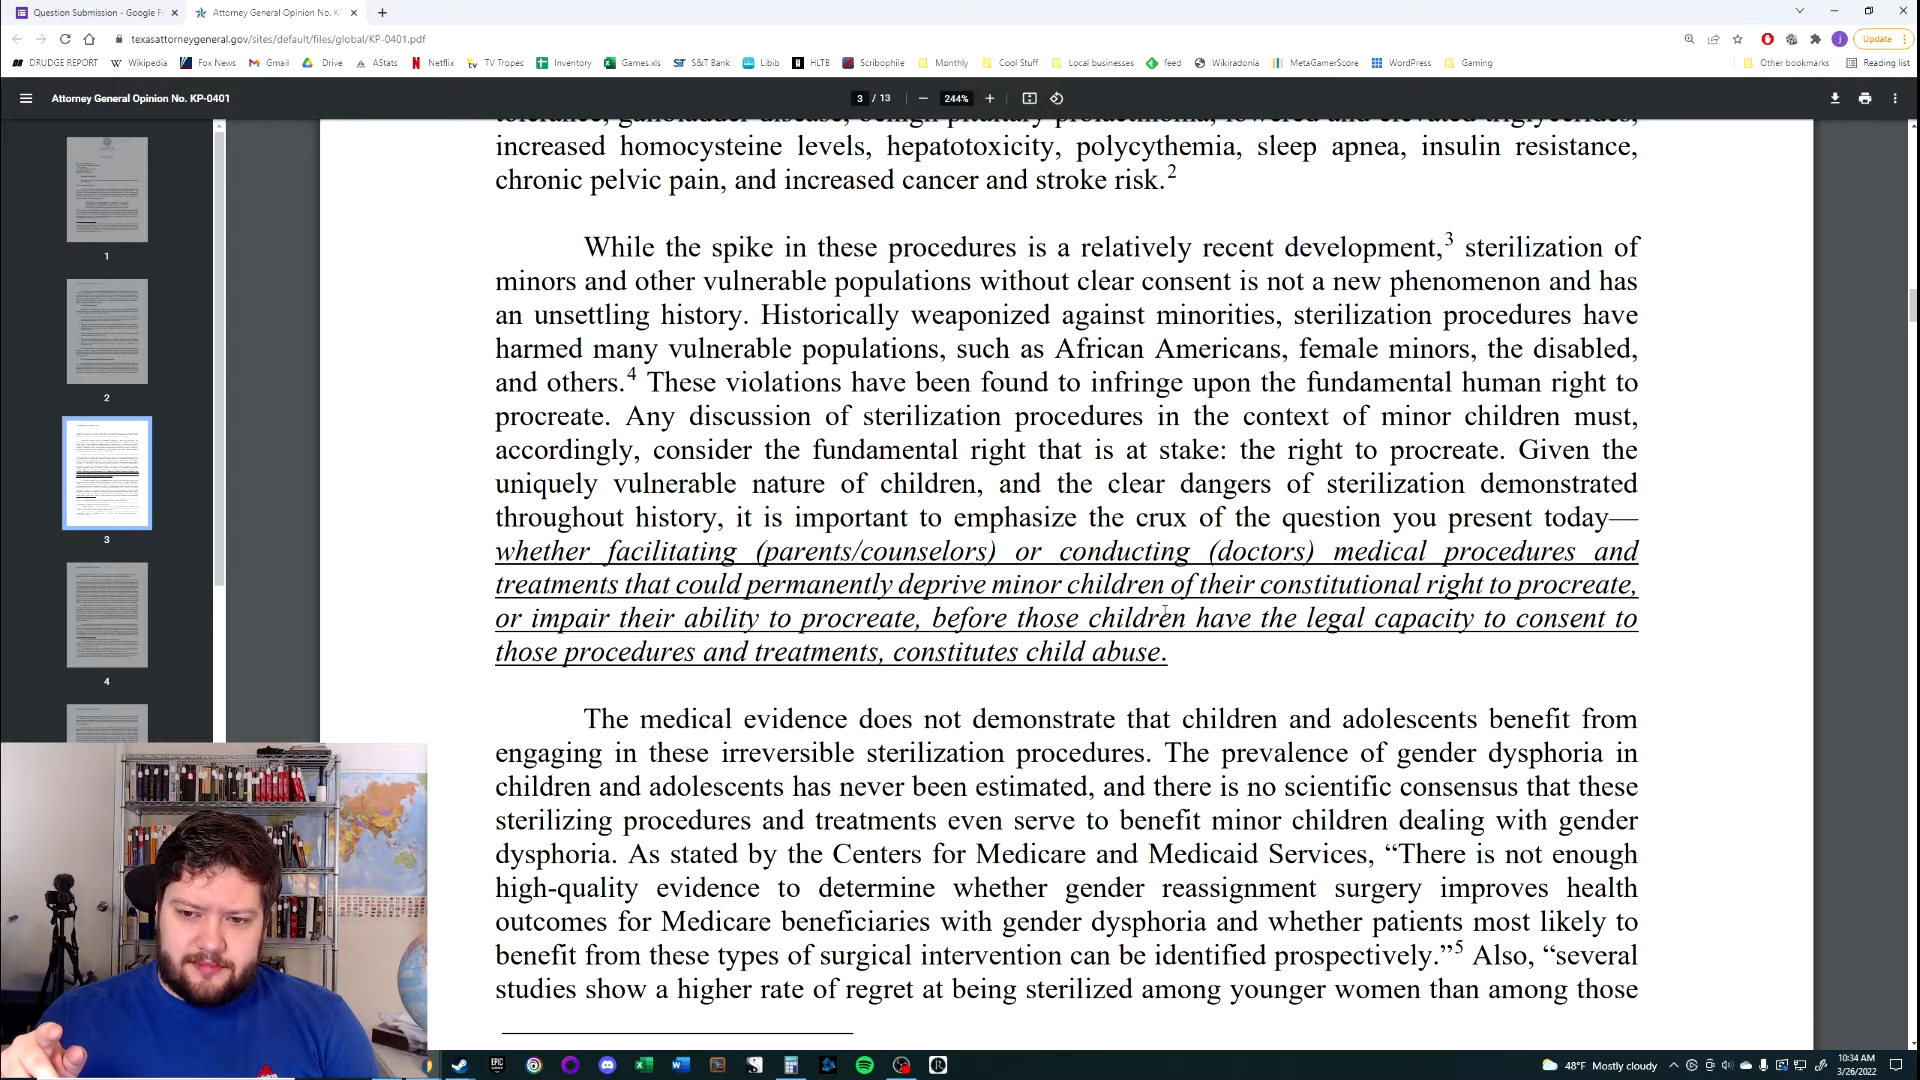 Question Submission - Google F
Attorney General Opinion No. K
texasattorneygeneral.gov/sites/default/files/global/KP-0401.pdf
Update
DRUDGE REPORT
Wikipedia
Fox News
Gmail
Drive
AStats
Netflix
TV Tropes
Inventory
Games.xls
S&T Bank
Libib
HLTB
Scribophile
Monthly
Cool Stuff
Local businesses
feed
Wikiradonia
MetaGamerScore
WordPress
Gaming
Other bookmarks
Reading list
Attorney General Opinion No. KP-0401
3 / 13
244%
tolerance, gallbladder disease, benign pituitary prolactinoma, lowered and elevated triglycerides,
increased homocysteine levels, hepatotoxicity, polycythemia, sleep apnea, insulin resistance,
chronic pelvic pain, and increased cancer and stroke risk.2
While the spike in these procedures is a relatively recent development,3 sterilization of
minors and other vulnerable populations without clear consent is not a new phenomenon and has
an unsettling history. Historically weaponized against minorities, sterilization procedures have
harmed many vulnerable populations, such as African Americans, female minors, the disabled,
and others.4 These violations have been found to infringe upon the fundamental human right to
procreate. Any discussion of sterilization procedures in the context of minor children must,
accordingly, consider the fundamental right that is at stake: the right to procreate. Given the
uniquely vulnerable nature of children, and the clear dangers of sterilization demonstrated
throughout history, it is important to emphasize the crux of the question you present today—
whether facilitating (parents/counselors) or conducting (doctors) medical procedures and
treatments that could permanently deprive minor children of their constitutional right to procreate,
or impair their ability to procreate, before those children have the legal capacity to consent to
those procedures and treatments, constitutes child abuse.
The medical evidence does not demonstrate that children and adolescents benefit from
engaging in these irreversible sterilization procedures. The prevalence of gender dysphoria in
children and adolescents has never been estimated, and there is no scientific consensus that these
sterilizing procedures and treatments even serve to benefit minor children dealing with gender
dysphoria. As stated by the Centers for Medicare and Medicaid Services, “There is not enough
high-quality evidence to determine whether gender reassignment surgery improves health
outcomes for Medicare beneficiaries with gender dysphoria and whether patients most likely to
benefit from these types of surgical intervention can be identified prospectively.”5 Also, “several
studies show a higher rate of regret at being sterilized among younger women than among those
1
2
3
4
48°F Mostly cloudy
10:34 AM
3/26/2022